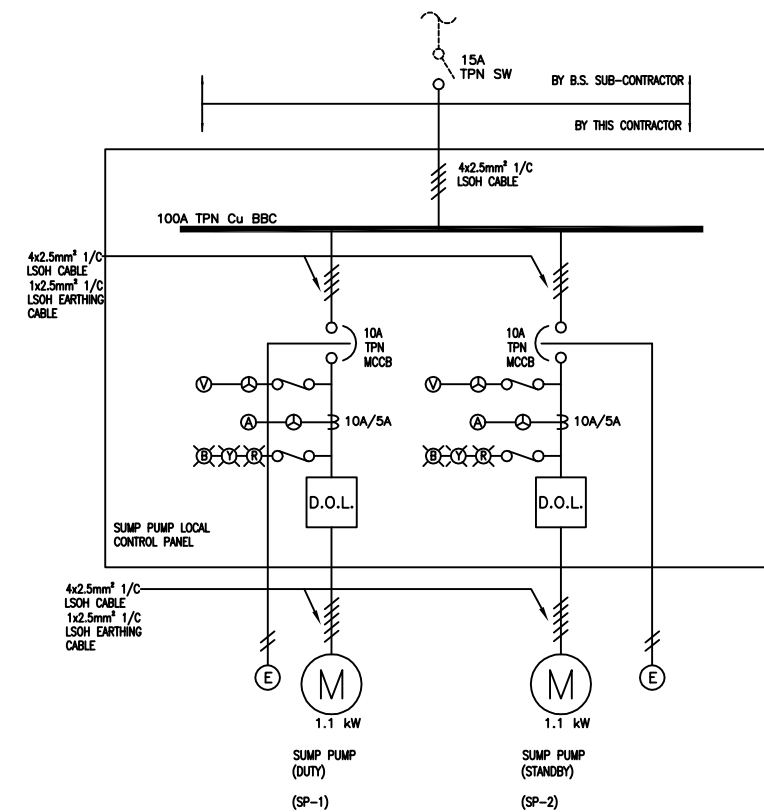 15A
TPN SW
BY B.S. SUB-CONTRACTOR
BY THIS CONTRACTOR
4x2.5mm² 1/C
LSOH CABLE
100A TPN Cu BBC
4x2.5mm² 1/C
LSOH CABLE
1x2.5mm² 1/C
LSOH EARTHING
CABLE
10A
TPN
MCCB
10A
TPN
MCCB
V
V
A
10A/5A
A
10A/5A
B Y R
B Y R
D.O.L.
D.O.L.
SUMP PUMP LOCAL
CONTROL PANEL
4x2.5mm² 1/C
LSOH CABLE
1x2.5mm² 1/C
LSOH EARTHING
CABLE
E
M
M
E
1.1 kW
1.1 kW
SUMP PUMP
(DUTY)
(SP-1)
SUMP PUMP
(STANDBY)
(SP-2)